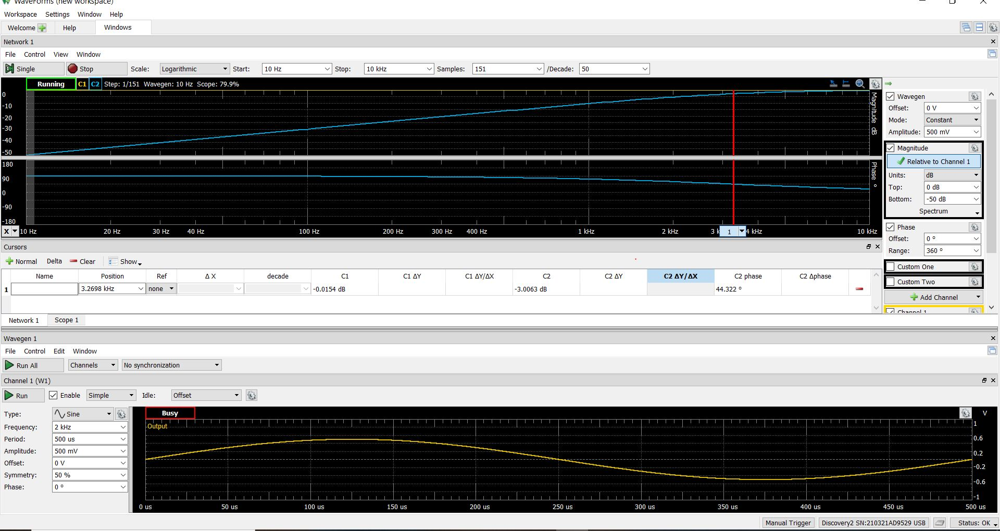 WaveForms (new workspace)
Workspace Settings Window Help
Welcome Help Windows
Network 1
File Control View Window
Single Stop Scale: Logarithmic Start: 10 Hz Stop: 10 kHz Samples: 151 /Decade: 50
Running C1 C2 Step: 1/151 Wavegen: 10 Hz Scope: 79.9%
0
-10
-20
-30
-40
-50
Magnitude dB
180
90
0
-90
-180
Phase °
X 10 Hz 20 Hz 30 Hz 40 Hz 100 Hz 200 Hz 300 Hz 400 Hz 1 kHz 2 kHz 3 k 1 4 kHz 10 kHz
Wavegen
Offset: 0 V
Mode: Constant
Amplitude: 500 mV
Magnitude
Relative to Channel 1
Units: dB
Top: 0 dB
Bottom: -50 dB
Spectrum
Phase
Offset: 0 °
Range: 360 °
Custom One
Custom Two
Add Channel
Channel 1
Cursors
Normal Delta Clear Show
Name Position Ref Δ X decade C1 C1 ΔY C1 ΔY/ΔX C2 C2 ΔY C2 ΔY/ΔX C2 phase C2 Δphase
1 3.2698 kHz none -0.0154 dB -3.0063 dB 44.322 °
Network 1 Scope 1
Wavegen 1
File Control Edit Window
Run All Channels No synchronization
Channel 1 (W1)
Run Enable Simple Idle: Offset
Type: Sine
Frequency: 2 kHz
Period: 500 us
Amplitude: 500 mV
Offset: 0 V
Symmetry: 50 %
Phase: 0 °
Busy V
Output
1
0.6
0.2
-0.2
-0.6
-1
0 us 50 us 100 us 150 us 200 us 250 us 300 us 350 us 400 us 450 us 500 us
Manual Trigger Discovery2 SN:210321AD9529 USB Status: OK